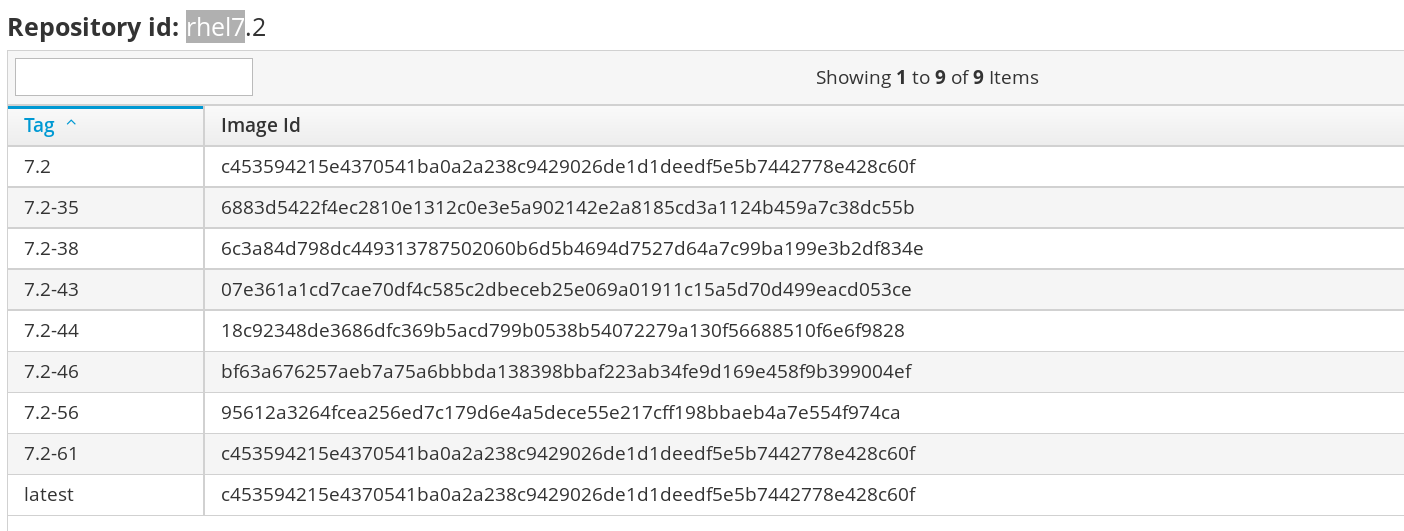 Repository id: rhel7.2
Showing 1 to 9 of 9 Items
Tag Image Id
7.2 c453594215e4370541ba0a2a238c9429026de1d1deedf5e5b7442778e428c60f
7.2-35 6883d5422f4ec2810e1312c0e3e5a902142e2a8185cd3a1124b459a7c38dc55b
7.2-38 6c3a84d798dc449313787502060b6d5b4694d7527d64a7c99ba199e3b2df834e
7.2-43 07e361a1cd7cae70df4c585c2dbeceb25e069a01911c15a5d70d499eacd053ce
7.2-44 18c92348de3686dfc369b5acd799b0538b54072279a130f56688510f6e6f9828
7.2-46 bf63a676257aeb7a75a6bbbda138398bbaf223ab34fe9d169e458f9b399004ef
7.2-56 95612a3264fcea256ed7c179d6e4a5dece55e217cff198bbaeb4a7e554f974ca
7.2-61 c453594215e4370541ba0a2a238c9429026de1d1deedf5e5b7442778e428c60f
latest c453594215e4370541ba0a2a238c9429026de1d1deedf5e5b7442778e428c60f